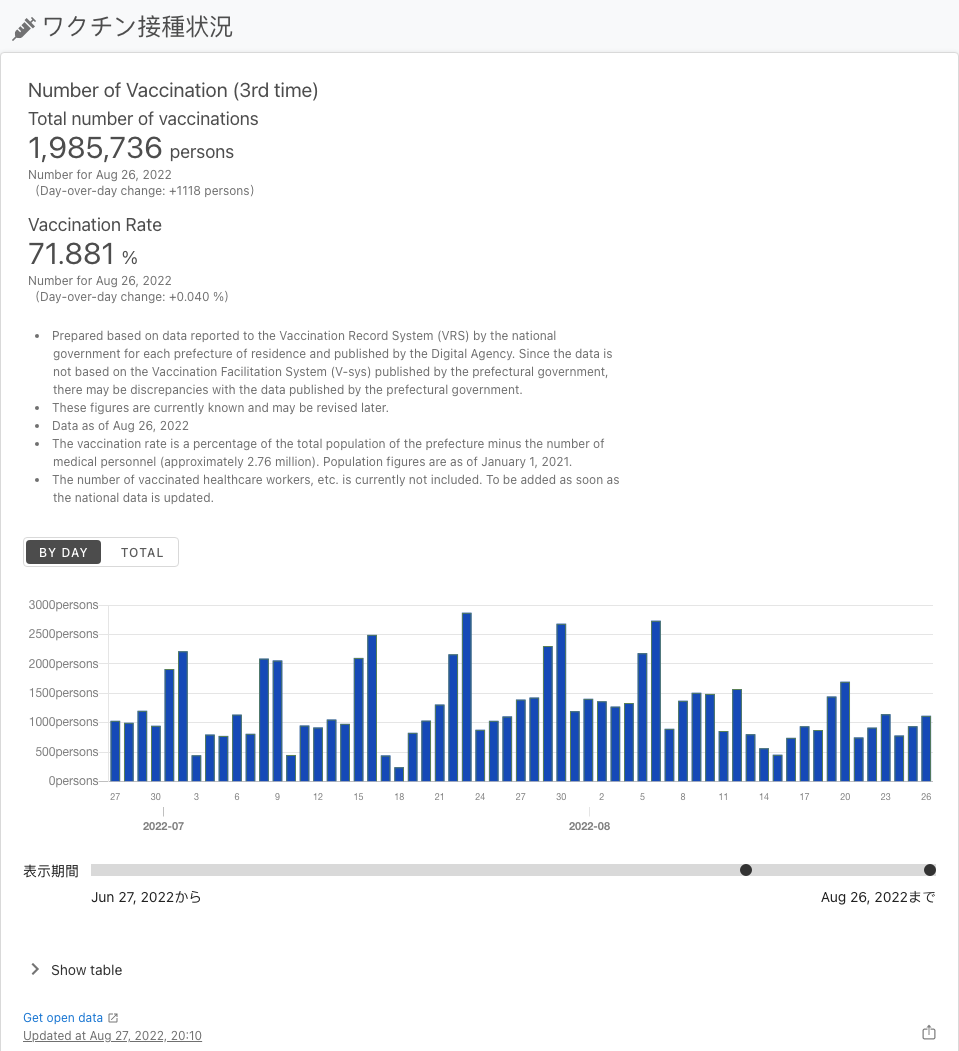 ワクチン接種状況
Number of Vaccination (3rd time)
Total number of vaccinations
1,985,736 persons
Number for Aug 26, 2022
(Day-over-day change: +1118 persons)
Vaccination Rate
71.881 %
Number for Aug 26, 2022
(Day-over-day change: +0.040 %)
• Prepared based on data reported to the Vaccination Record System (VRS) by the national
government for each prefecture of residence and published by the Digital Agency. Since the data is
not based on the Vaccination Facilitation System (V-sys) published by the prefectural government,
there may be discrepancies with the data published by the prefectural government.
• These figures are currently known and may be revised later.
• Data as of Aug 26, 2022
• The vaccination rate is a percentage of the total population of the prefecture minus the number of
medical personnel (approximately 2.76 million). Population figures are as of January 1, 2021.
• The number of vaccinated healthcare workers, etc. is currently not included. To be added as soon as
the national data is updated.
BY DAY TOTAL
3000persons
2500persons
2000persons
1500persons
1000persons
500persons
0persons
27 30 3 6 9 12 15 18 21 24 27 30 2 5 8 11 14 17 20 23 26
2022-07 2022-08
表示期間
Jun 27, 2022から Aug 26, 2022まで
Show table
Get open data
Updated at Aug 27, 2022, 20:10